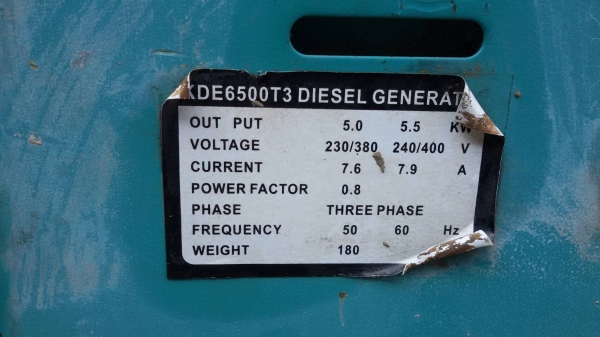 KDE6500T3 DIESEL GENERAT
OUT PUT 5.0 5.5 KW
VOLTAGE 230/380 240/400 V
CURRENT 7.6 7.9 A
POWER FACTOR 0.8
PHASE THREE PHASE
FREQUENCY 50 60 Hz
WEIGHT 180